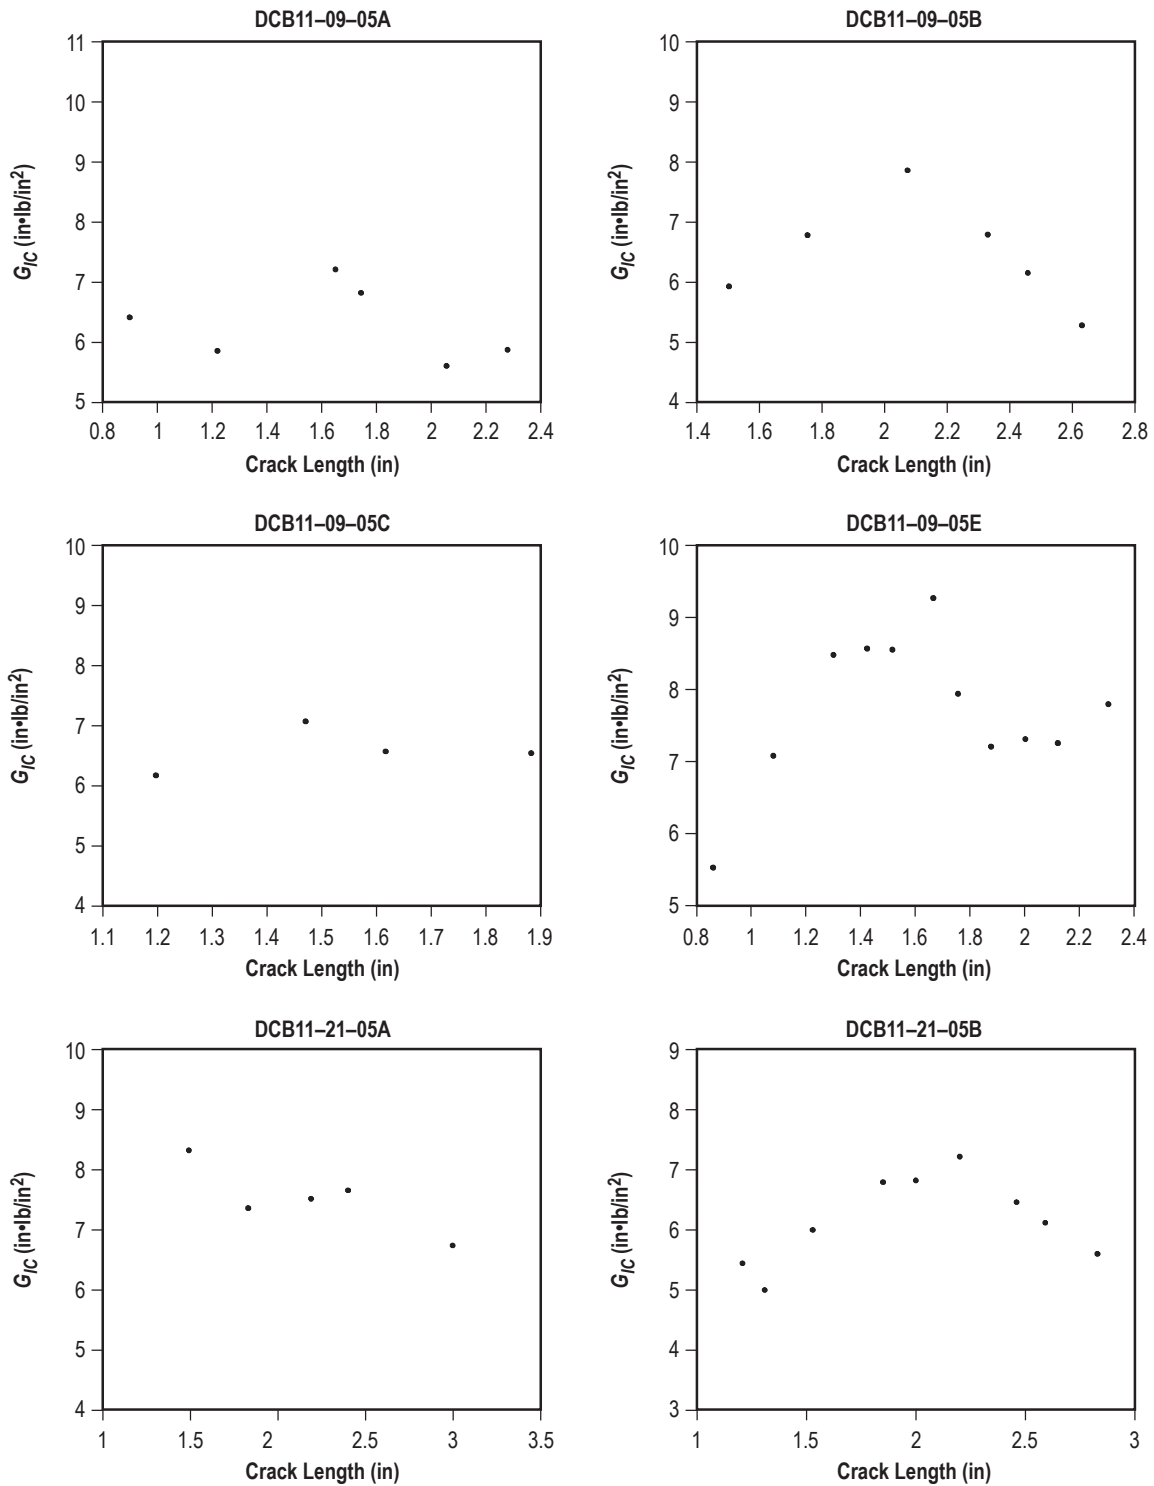 DCB11–09–05A
11
10
9
8
7
6
5
G_IC (in•lb/in²)
0.8 1 1.2 1.4 1.6 1.8 2 2.2 2.4
Crack Length (in)
DCB11–09–05B
10
9
8
7
6
5
4
G_IC (in•lb/in²)
1.4 1.6 1.8 2 2.2 2.4 2.6 2.8
Crack Length (in)
DCB11–09–05C
10
9
8
7
6
5
4
G_IC (in•lb/in²)
1.1 1.2 1.3 1.4 1.5 1.6 1.7 1.8 1.9
Crack Length (in)
DCB11–09–05E
10
9
8
7
6
5
G_IC (in•lb/in²)
0.8 1 1.2 1.4 1.6 1.8 2 2.2 2.4
Crack Length (in)
DCB11–21–05A
10
9
8
7
6
5
4
G_IC (in•lb/in²)
1 1.5 2 2.5 3 3.5
Crack Length (in)
DCB11–21–05B
9
8
7
6
5
4
3
G_IC (in•lb/in²)
1 1.5 2 2.5 3
Crack Length (in)